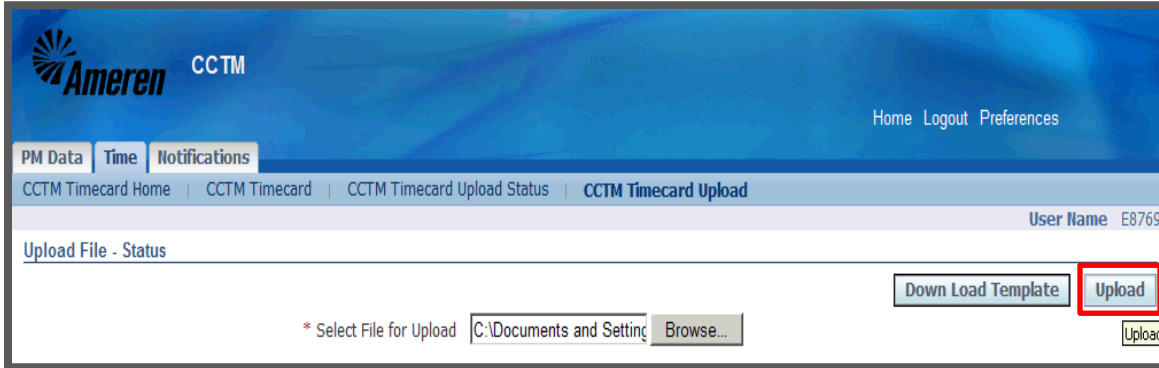 Ameren CCTM
Home Logout Preferences
PM Data Time Notifications
CCTM Timecard Home | CCTM Timecard | CCTM Timecard Upload Status | CCTM Timecard Upload
User Name E8769
Upload File - Status
Down Load Template Upload
* Select File for Upload C:\Documents and Setting Browse...
Upload